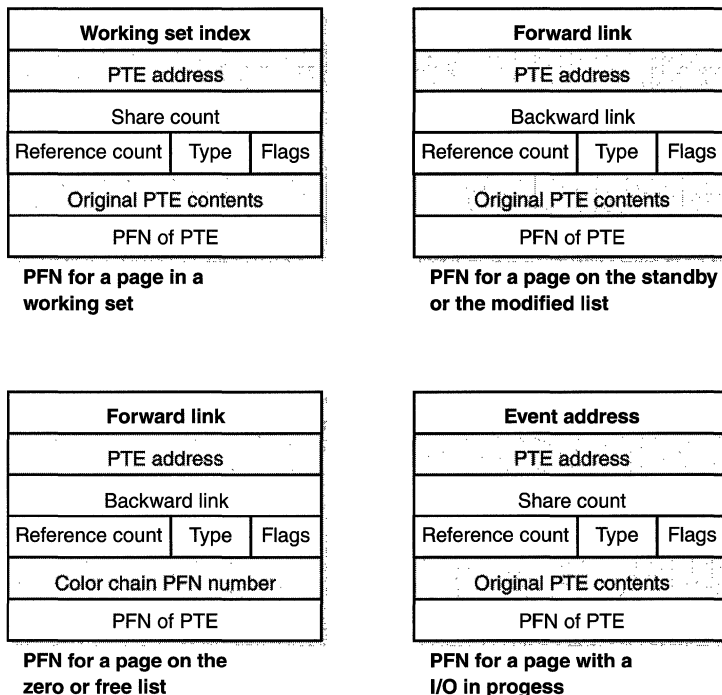 Working set index
PTE address
Share count
Reference count Type Flags
Original PTE contents
PFN of PTE
PFN for a page in a
working set
Forward link
PTE address
Backward link
Reference count Type Flags
Original PTE contents
PFN of PTE
PFN for a page on the standby
or the modified list
Forward link
PTE address
Backward link
Reference count Type Flags
Color chain PFN number
PFN of PTE
PFN for a page on the
zero or free list
Event address
PTE address
Share count
Reference count Type Flags
Original PTE contents
PFN of PTE
PFN for a page with a
I/O in progess